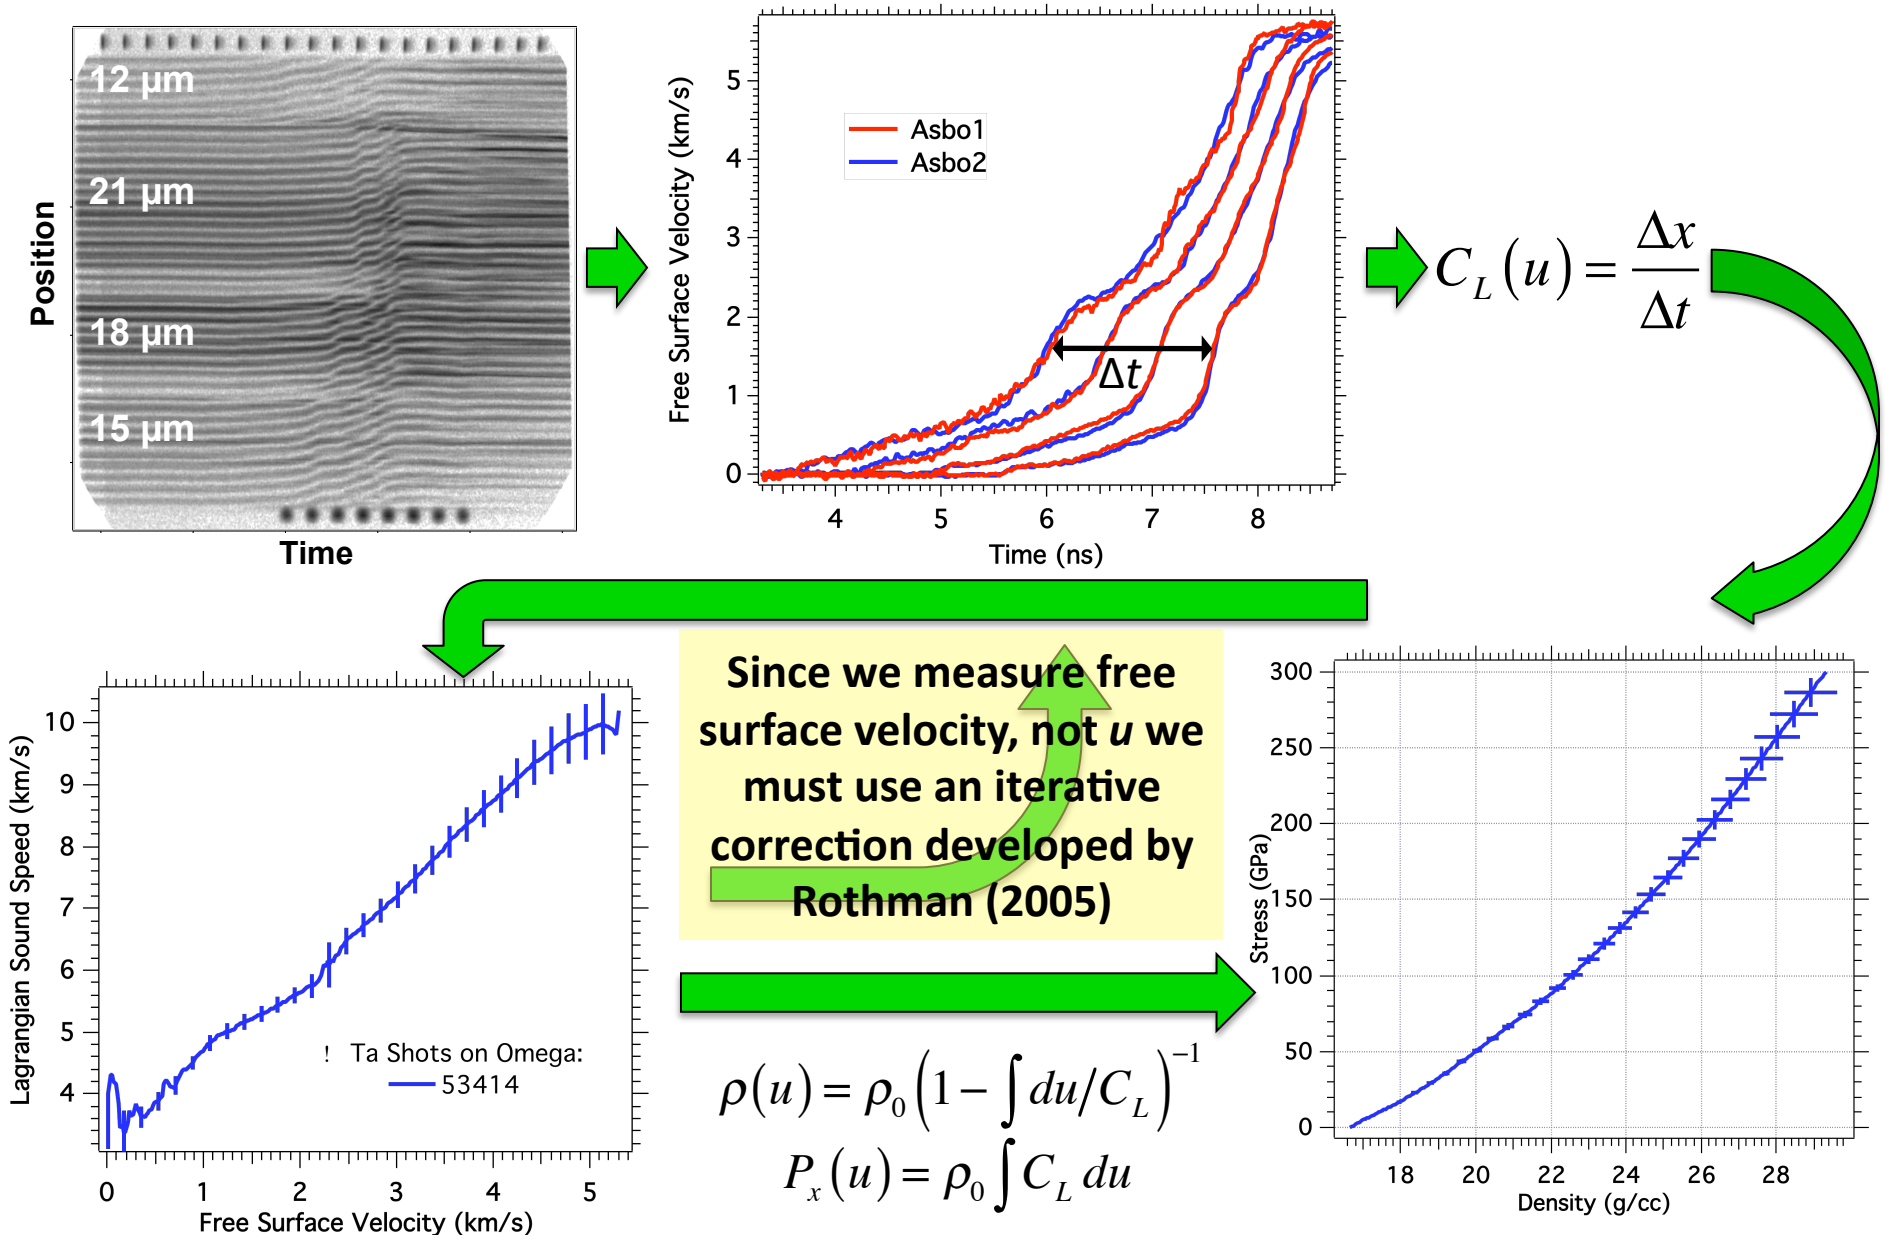 12 µm
21 µm
18 µm
15 µm
Position
Time
Free Surface Velocity (km/s)
5
4
3
2
1
0
Asbo1
Asbo2
Δt
4 5 6 7 8
Time (ns)
C_L(u) = Δx/Δt
Lagrangian Sound Speed (km/s)
10
9
8
7
6
5
4
! Ta Shots on Omega:
53414
0 1 2 3 4 5
Free Surface Velocity (km/s)
Since we measure free
surface velocity, not u we
must use an iterative
correction developed by
Rothman (2005)
ρ(u) = ρ₀(1 − ∫du/C_L)⁻¹
Pₓ(u) = ρ₀∫C_L du
Stress (GPa)
300
250
200
150
100
50
0
18 20 22 24 26 28
Density (g/cc)